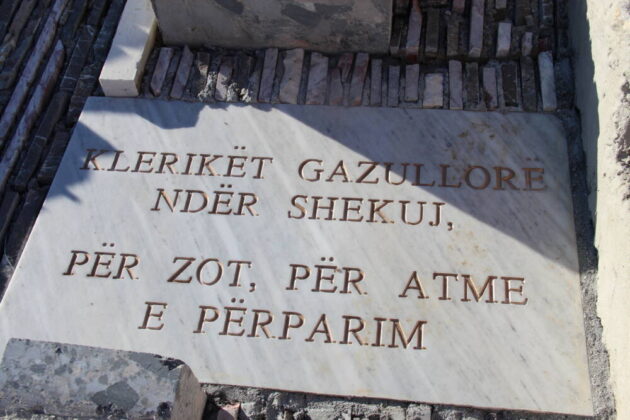 KLERIKËT GAZULLORË
NDËR SHEKUJ,
PËR ZOT, PËR ATME
E PËRPARIM